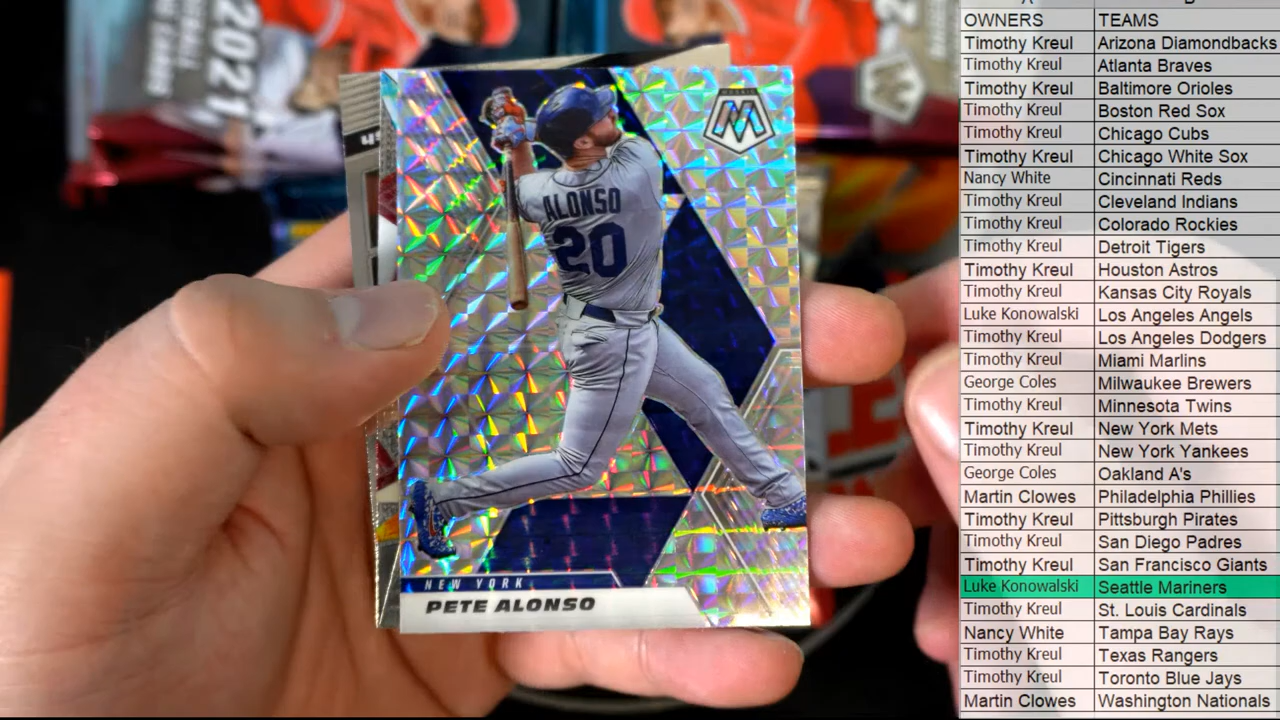 2021
MOSAIC
M
ALONSO
20
NEW YORK
PETE ALONSO
OWNERS TEAMS
Timothy Kreul Arizona Diamondbacks
Timothy Kreul Atlanta Braves
Timothy Kreul Baltimore Orioles
Timothy Kreul Boston Red Sox
Timothy Kreul Chicago Cubs
Timothy Kreul Chicago White Sox
Nancy White Cincinnati Reds
Timothy Kreul Cleveland Indians
Timothy Kreul Colorado Rockies
Timothy Kreul Detroit Tigers
Timothy Kreul Houston Astros
Timothy Kreul Kansas City Royals
Luke Konowalski Los Angeles Angels
Timothy Kreul Los Angeles Dodgers
Timothy Kreul Miami Marlins
George Coles Milwaukee Brewers
Timothy Kreul Minnesota Twins
Timothy Kreul New York Mets
Timothy Kreul New York Yankees
George Coles Oakland A's
Martin Clowes Philadelphia Phillies
Timothy Kreul Pittsburgh Pirates
Timothy Kreul San Diego Padres
Timothy Kreul San Francisco Giants
Luke Konowalski Seattle Mariners
Timothy Kreul St. Louis Cardinals
Nancy White Tampa Bay Rays
Timothy Kreul Texas Rangers
Timothy Kreul Toronto Blue Jays
Martin Clowes Washington Nationals